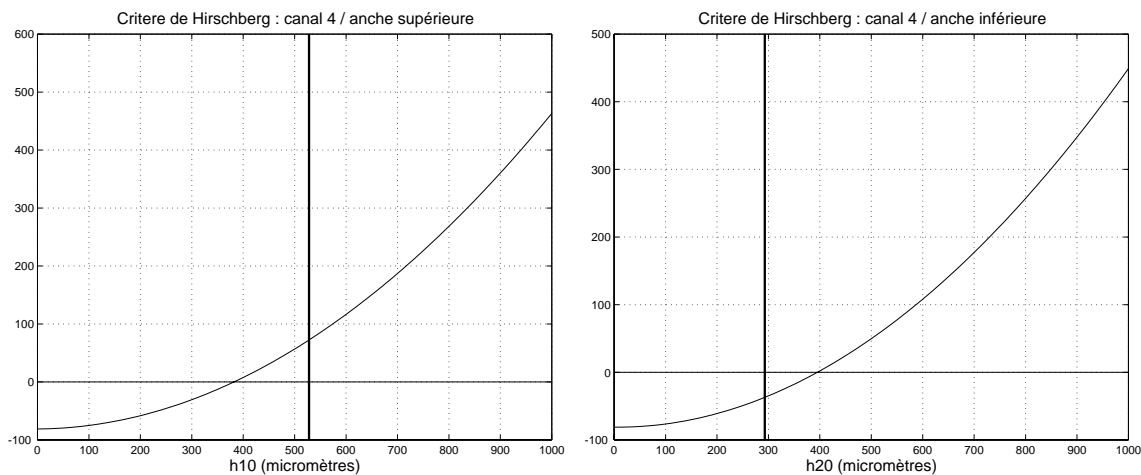 Critere de Hirschberg : canal 4 / anche supérieure
600
500
400
300
200
100
0
-100
0 100 200 300 400 500 600 700 800 900 1000
h10 (micromètres)
Critere de Hirschberg : canal 4 / anche inférieure
500
400
300
200
100
0
-100
0 100 200 300 400 500 600 700 800 900 1000
h20 (micromètres)